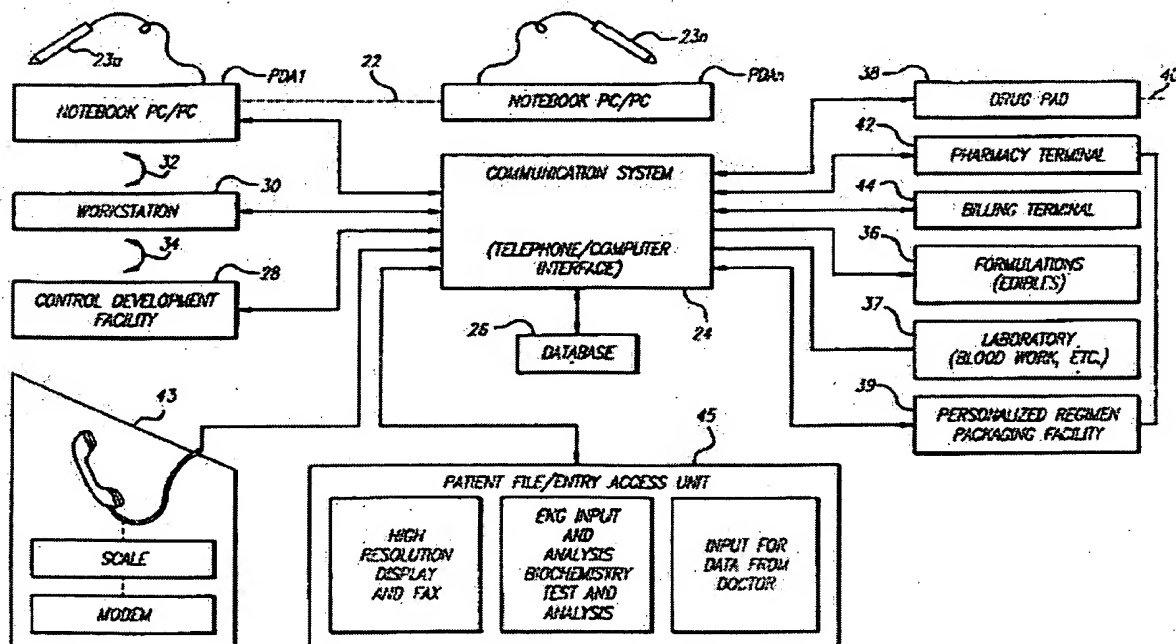 23a
PDA1
NOTEBOOK PC/PC
22
23n
PDAn
NOTEBOOK PC/PC
38
DRUG PAD
40
42
PHARMACY TERMINAL
44
BILLING TERMINAL
36
FORMULATIONS
(EDIBLES)
37
LABORATORY
(BLOOD WORK, ETC.)
39
PERSONALIZED REGIMEN
PACKAGING FACILITY
32
30
WORKSTATION
34
28
CONTROL DEVELOPMENT
FACILITY
COMMUNICATION SYSTEM
(TELEPHONE/COMPUTER
INTERFACE)
24
26
DATABASE
43
SCALE
MODEM
45
PATIENT FILE/ENTRY ACCESS UNIT
HIGH
RESOLUTION
DISPLAY
AND FAX
EKG INPUT
AND
ANALYSIS
BIOCHEMISTRY
TEST AND
ANALYSIS
INPUT FOR
DATA FROM
DOCTOR